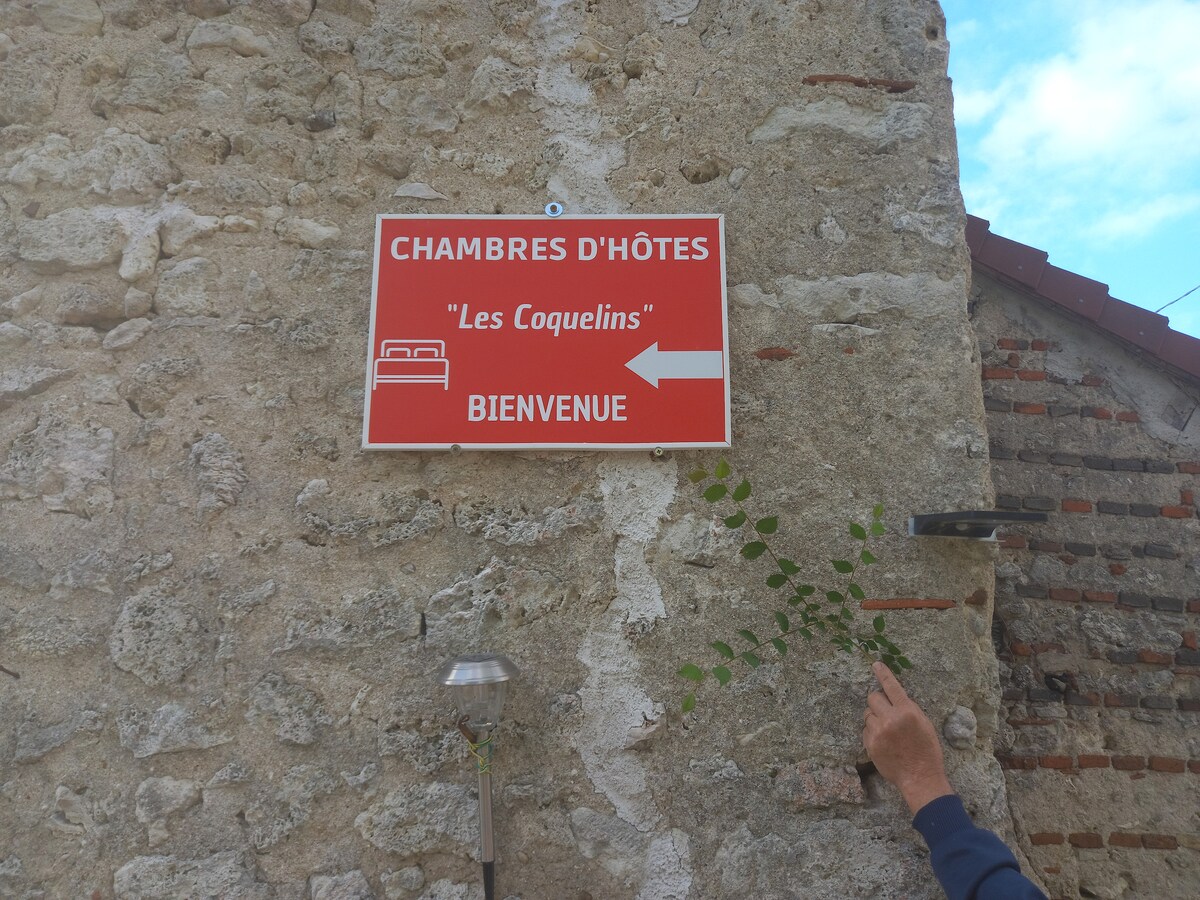 CHAMBRES D'HÔTES
"Les Coquelins"
BIENVENUE